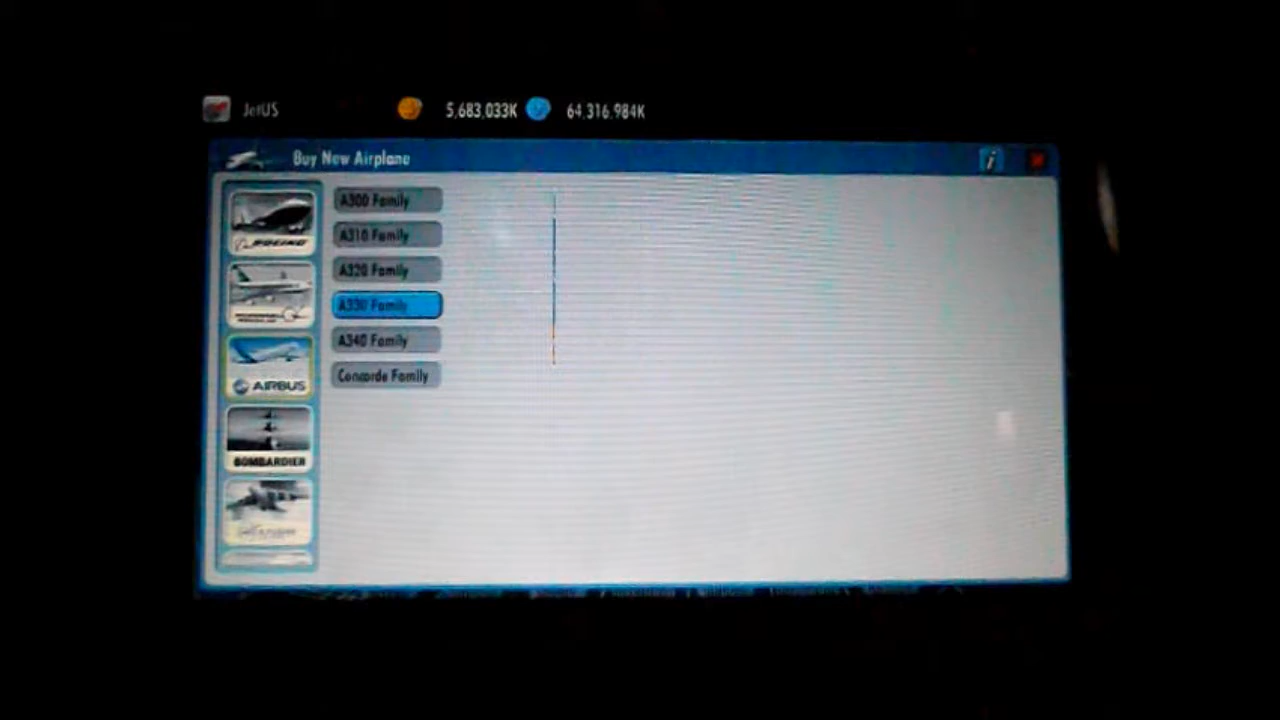 JetUS
5,683,033K
64,316,984K
Buy New Airplane
i
BOEING
AIRBUS
BOMBARDIER
A300 Family
A310 Family
A320 Family
A330 Family
A340 Family
Concorde Family